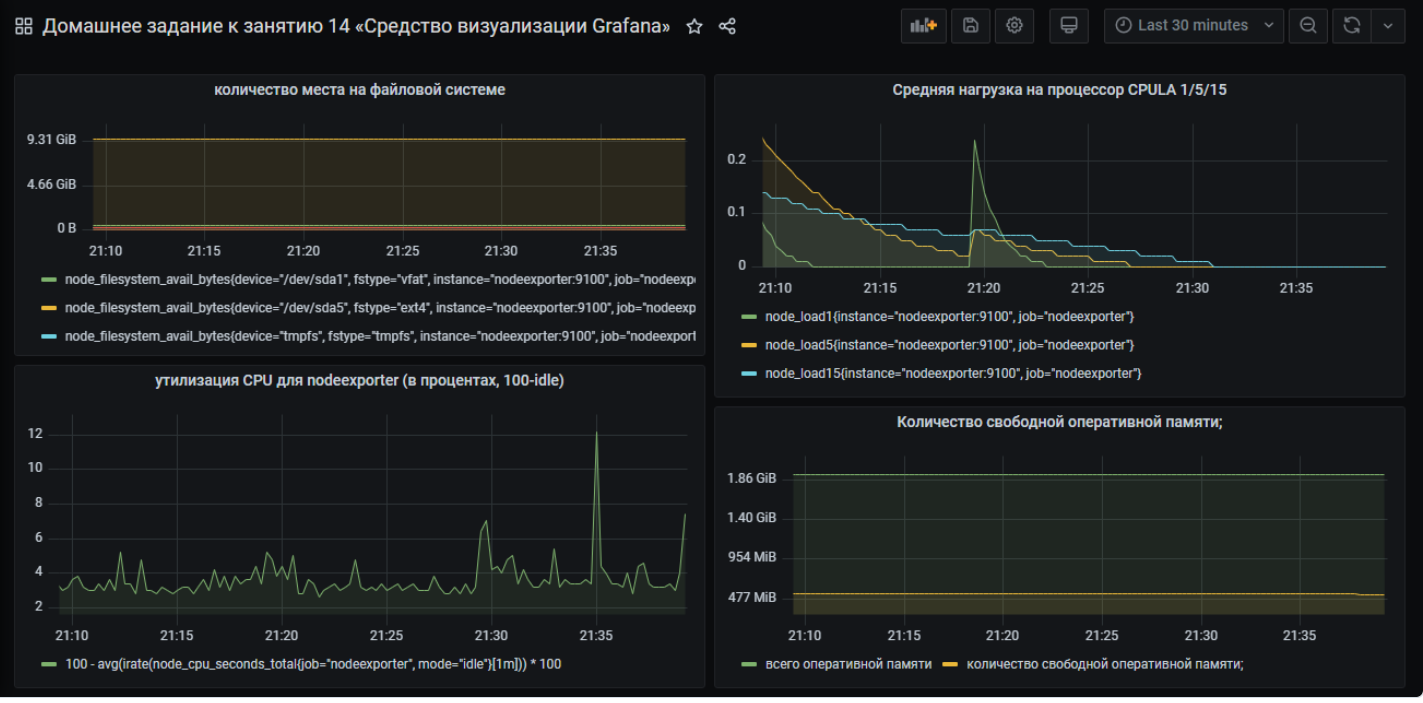 Домашнее задание к занятию 14 «Средство визуализации Grafana»
Last 30 minutes
количество места на файловой системе
9.31 GiB
4.66 GiB
0 B
21:10 21:15 21:20 21:25 21:30 21:35
node_filesystem_avail_bytes{device="/dev/sda1", fstype="vfat", instance="nodeexporter:9100", job="nodeexp
node_filesystem_avail_bytes{device="/dev/sda5", fstype="ext4", instance="nodeexporter:9100", job="nodeexp
node_filesystem_avail_bytes{device="tmpfs", fstype="tmpfs", instance="nodeexporter:9100", job="nodeexport
Средняя нагрузка на процессор CPULA 1/5/15
0.2
0.1
0
21:10 21:15 21:20 21:25 21:30 21:35
node_load1{instance="nodeexporter:9100", job="nodeexporter"}
node_load5{instance="nodeexporter:9100", job="nodeexporter"}
node_load15{instance="nodeexporter:9100", job="nodeexporter"}
утилизация CPU для nodeexporter (в процентах, 100-idle)
12
10
8
6
4
2
21:10 21:15 21:20 21:25 21:30 21:35
100 - avg(irate(node_cpu_seconds_total{job="nodeexporter", mode="idle"}[1m])) * 100
Количество свободной оперативной памяти;
1.86 GiB
1.40 GiB
954 MiB
477 MiB
21:10 21:15 21:20 21:25 21:30 21:35
всего оперативной памяти количество свободной оперативной памяти;